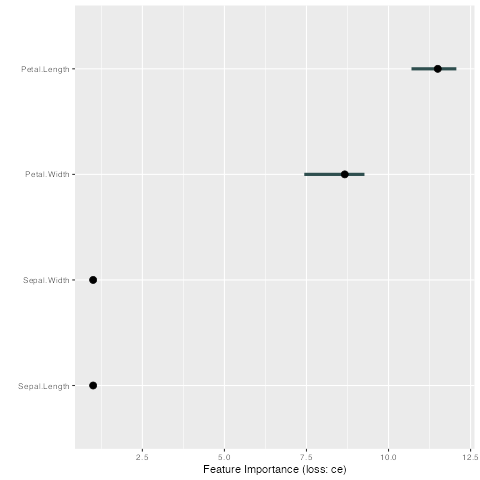 Petal.Length
Petal.Width
Sepal.Width
Sepal.Length
2.5 5.0 7.5 10.0 12.5
Feature Importance (loss: ce)